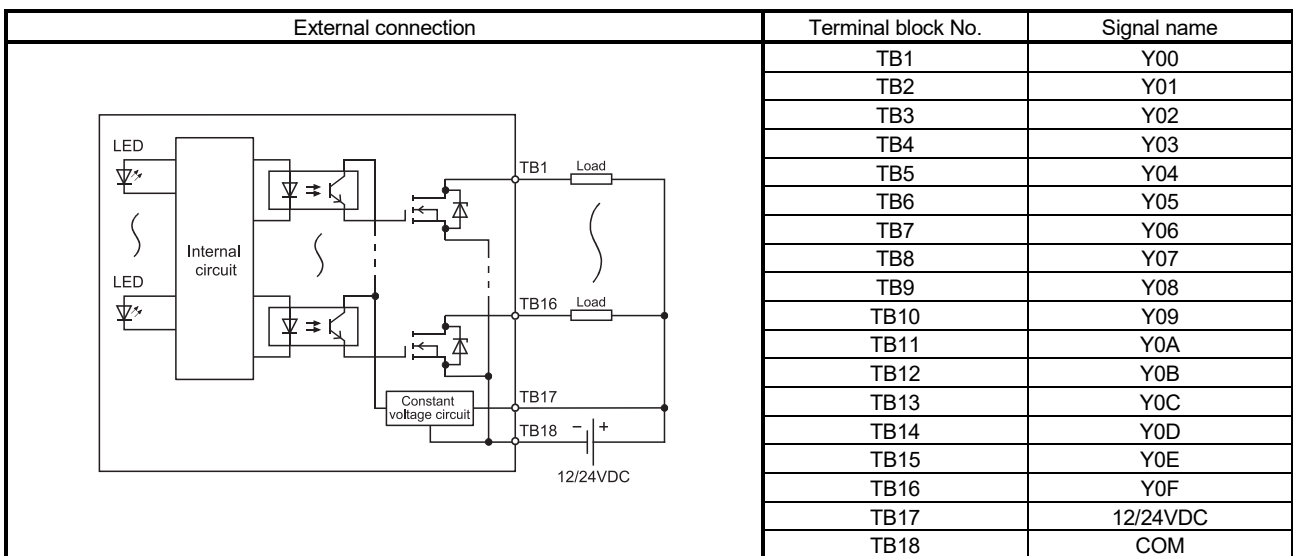 External connection
Terminal block No.
Signal name
LED
LED
Internal
circuit
TB1
Load
TB16
Load
Constant
voltage circuit
TB17
TB18
− +
12/24VDC
TB1 Y00
TB2 Y01
TB3 Y02
TB4 Y03
TB5 Y04
TB6 Y05
TB7 Y06
TB8 Y07
TB9 Y08
TB10 Y09
TB11 Y0A
TB12 Y0B
TB13 Y0C
TB14 Y0D
TB15 Y0E
TB16 Y0F
TB17 12/24VDC
TB18 COM